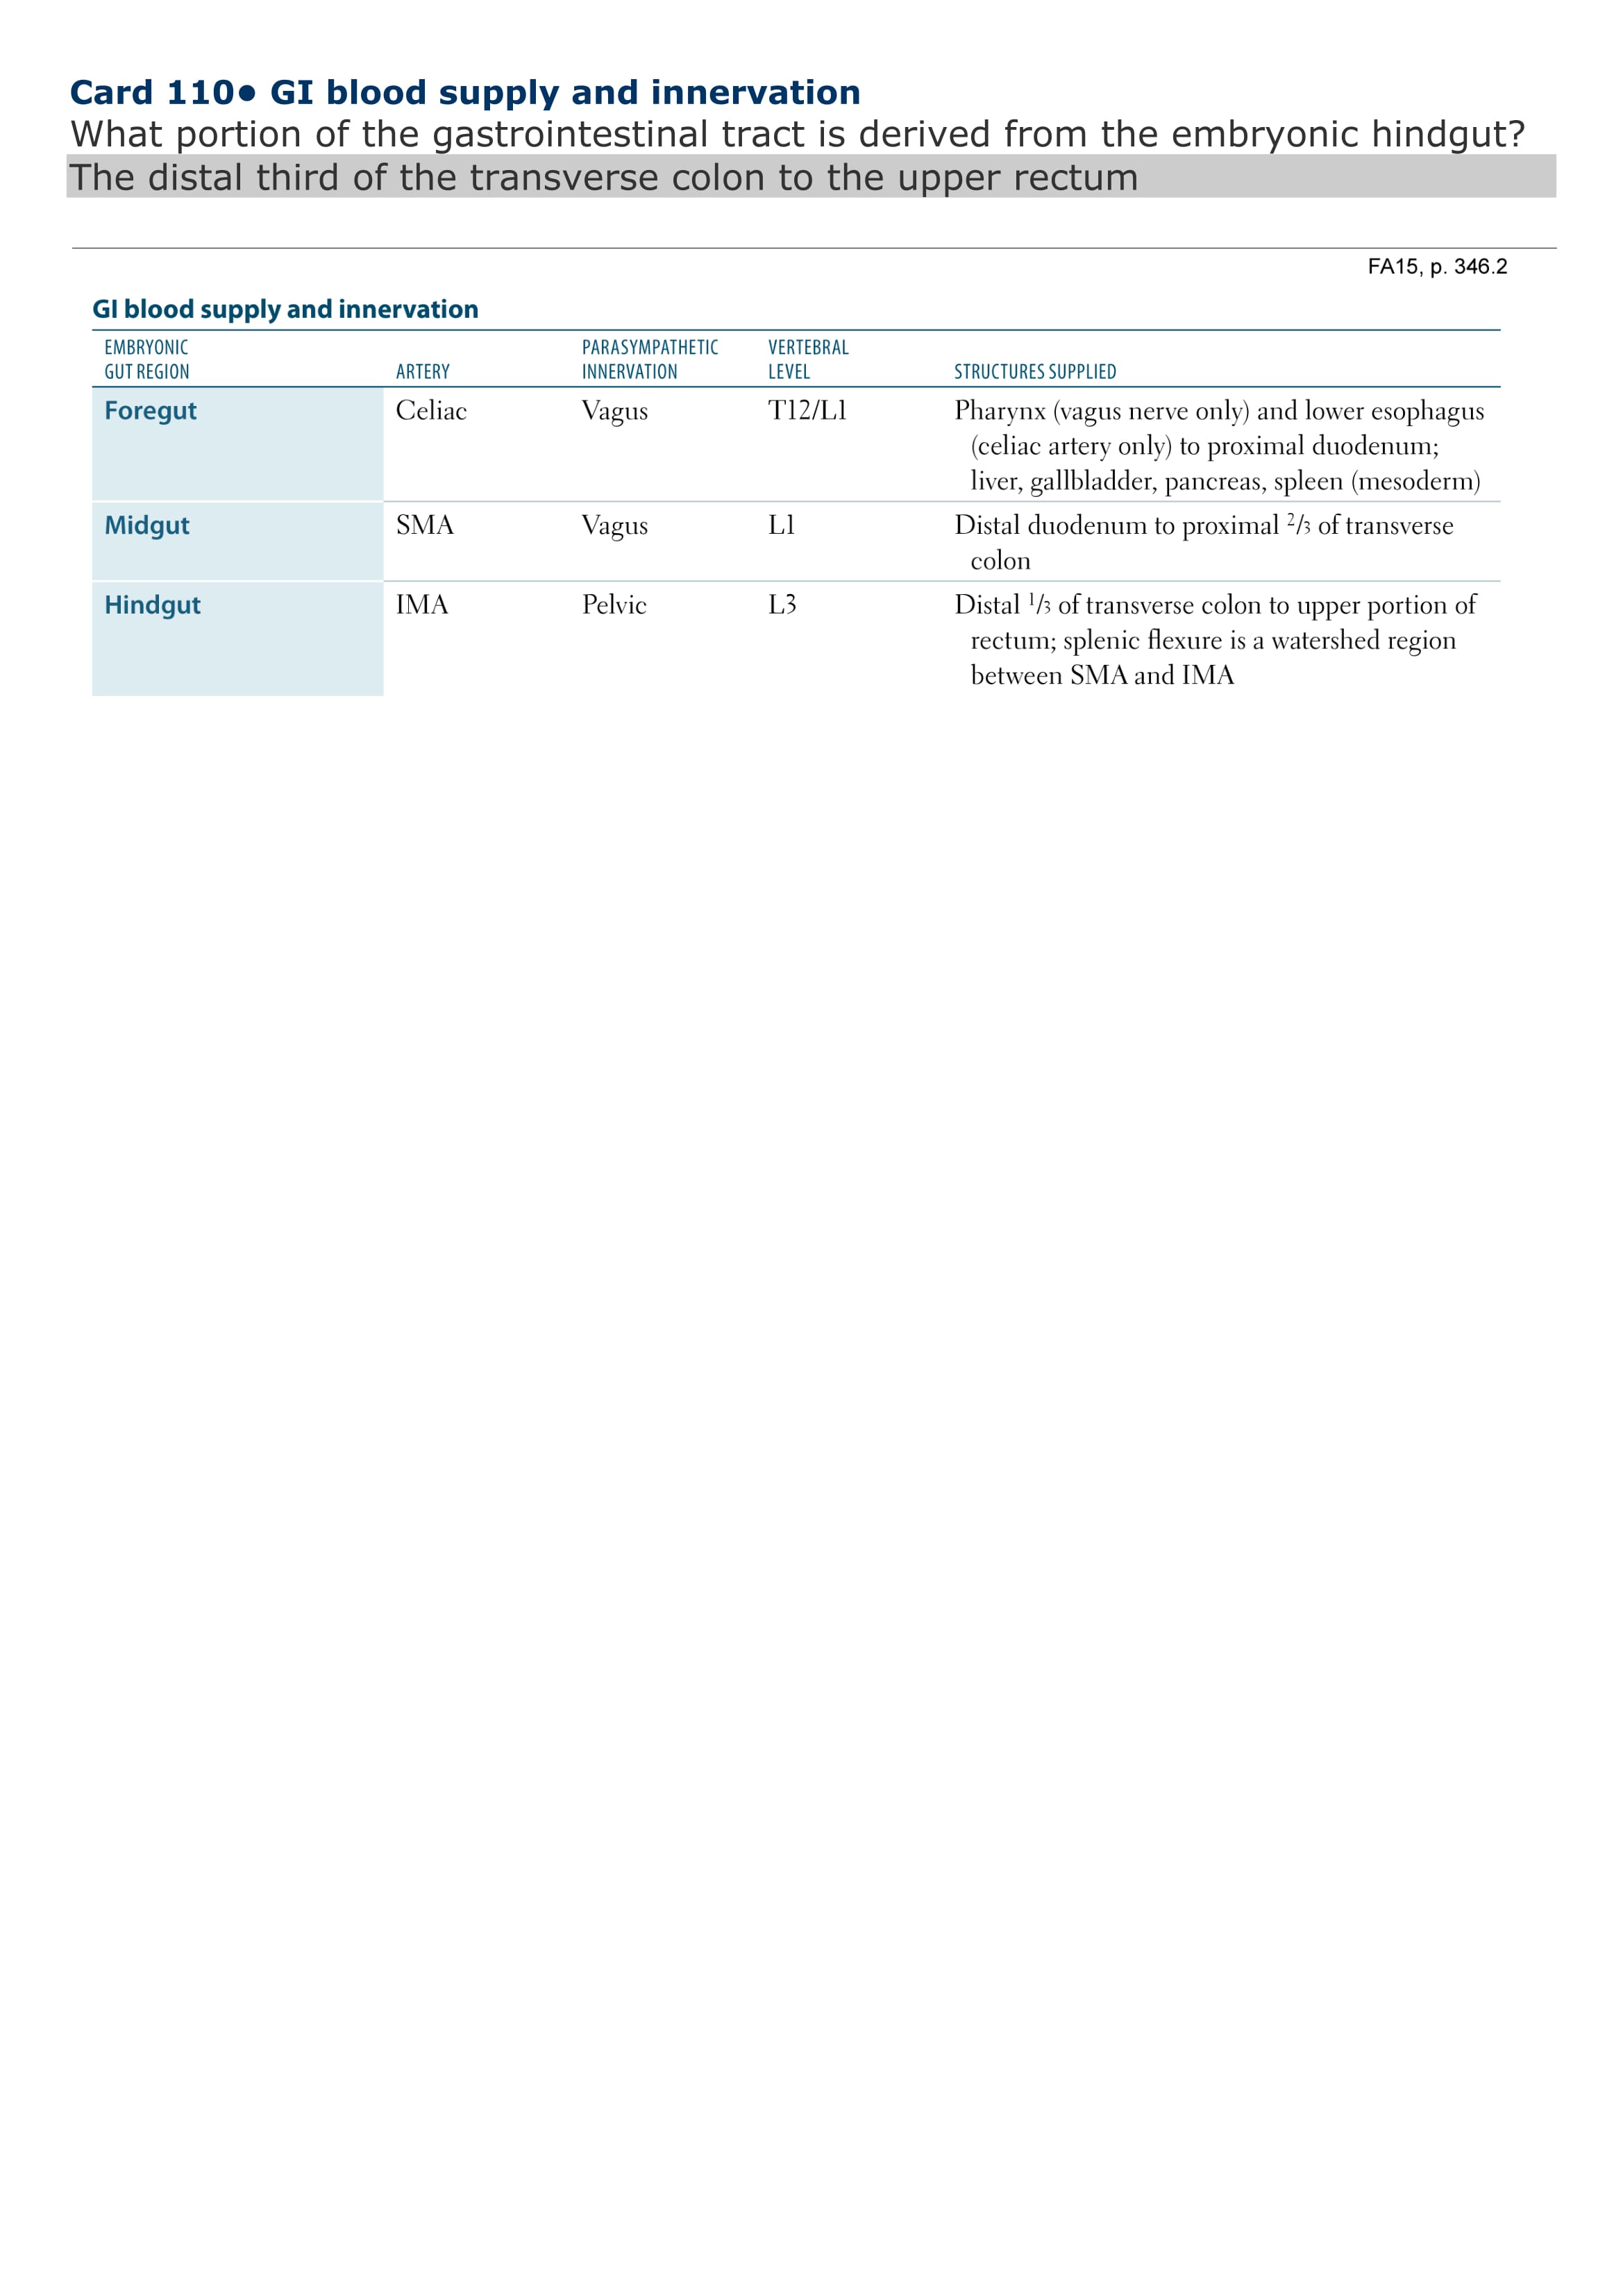 Card 110• GI blood supply and innervation
What portion of the gastrointestinal tract is derived from the embryonic hindgut?
The distal third of the transverse colon to the upper rectum
FA15, p. 346.2
GI blood supply and innervation
EMBRYONIC GUT REGION ARTERY PARASYMPATHETIC INNERVATION VERTEBRAL LEVEL STRUCTURES SUPPLIED
Foregut Celiac Vagus T12/L1 Pharynx (vagus nerve only) and lower esophagus
(celiac artery only) to proximal duodenum;
liver, gallbladder, pancreas, spleen (mesoderm)
Midgut SMA Vagus L1 Distal duodenum to proximal 2/3 of transverse
colon
Hindgut IMA Pelvic L3 Distal 1/3 of transverse colon to upper portion of
rectum; splenic flexure is a watershed region
between SMA and IMA